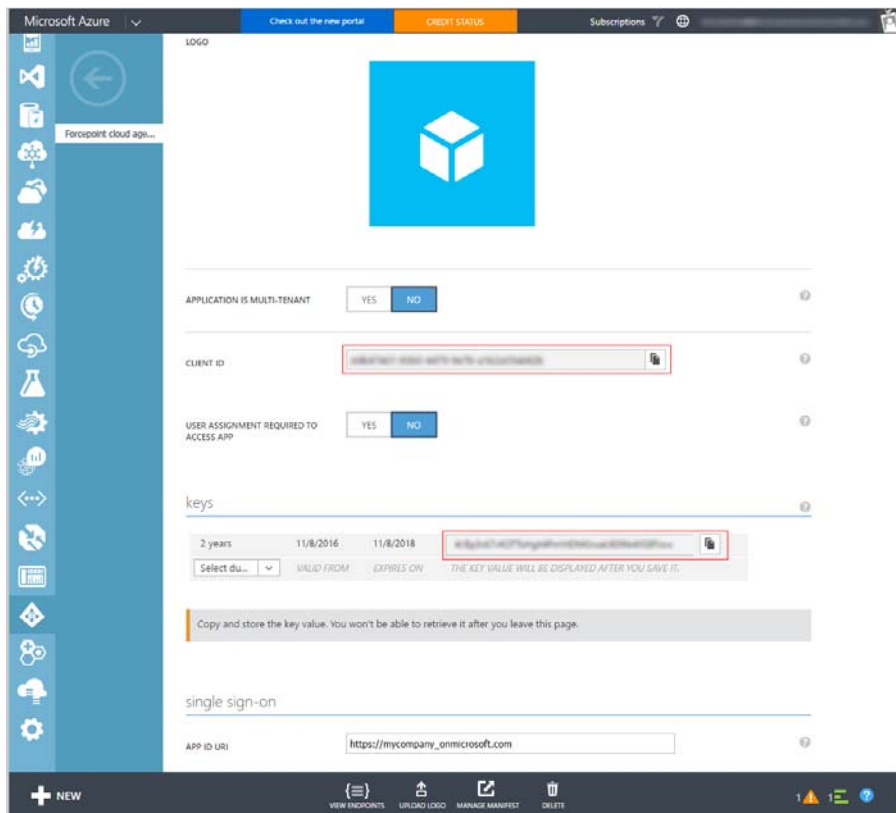 Microsoft Azure
Check out the new portal
CREDIT STATUS
Subscriptions
Forcepoint cloud age...
LOGO
APPLICATION IS MULTI-TENANT
YES
NO
CLIENT ID
USER ASSIGNMENT REQUIRED TO
ACCESS APP
YES
NO
keys
2 years
11/8/2016
11/8/2018
Select du...
VALID FROM
EXPIRES ON
THE KEY VALUE WILL BE DISPLAYED AFTER YOU SAVE IT.
Copy and store the key value. You won't be able to retrieve it after you leave this page.
single sign-on
APP ID URI
https://mycompany_onmicrosoft.com
NEW
VIEW ENDPOINTS
UPLOAD LOGO
MANAGE MANIFEST
DELETE
1
1